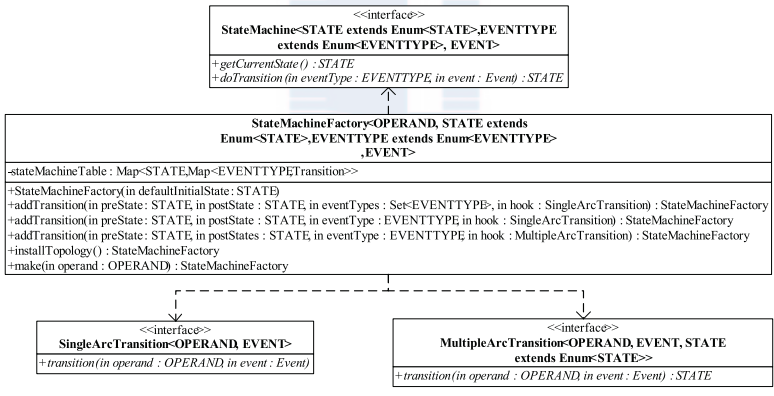 <<interface>>
StateMachine<STATE extends Enum<STATE>,EVENTTYPE
extends Enum<EVENTTYPE>, EVENT>
+getCurrentState() : STATE
+doTransition(in eventType : EVENTTYPE, in event : Event) : STATE
StateMachineFactory<OPERAND, STATE extends
Enum<STATE>,EVENTTYPE extends Enum<EVENTTYPE>
,EVENT>
-stateMachineTable : Map<STATE,Map<EVENTTYPE,Transition>>
+StateMachineFactory(in defaultInitialState : STATE)
+addTransition(in preState : STATE, in postState : STATE, in eventTypes : Set<EVENTTYPE>, in hook : SingleArcTransition) : StateMachineFactory
+addTransition(in preState : STATE, in postState : STATE, in eventType : EVENTTYPE, in hook : SingleArcTransition) : StateMachineFactory
+addTransition(in preState : STATE, in postStates : STATE, in eventType : EVENTTYPE, in hook : MultipleArcTransition) : StateMachineFactory
+installTopology() : StateMachineFactory
+make(in operand : OPERAND) : StateMachineFactory
<<interface>>
SingleArcTransition<OPERAND, EVENT>
+transition(in operand : OPERAND, in event : Event)
<<interface>>
MultipleArcTransition<OPERAND, EVENT, STATE
extends Enum<STATE>>
+transition(in operand : OPERAND, in event : Event) : STATE